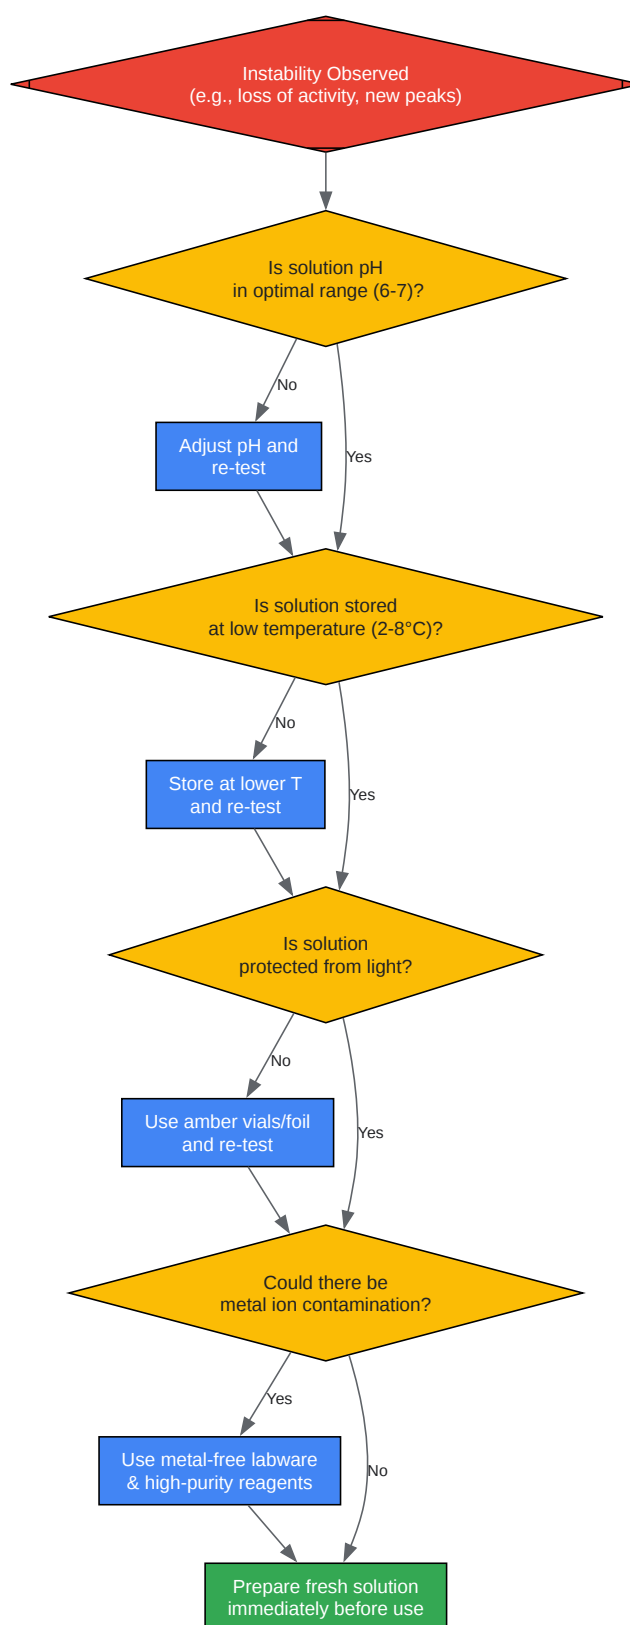 Instability Observed
(e.g., loss of activity, new peaks)
Is solution pH
in optimal range (6-7)?
No
Adjust pH and
re-test
Yes
Is solution stored
at low temperature (2-8°C)?
No
Store at lower T
and re-test
Yes
Is solution
protected from light?
No
Use amber vials/foil
and re-test
Yes
Could there be
metal ion contamination?
Yes
Use metal-free labware
& high-purity reagents
No
Prepare fresh solution
immediately before use